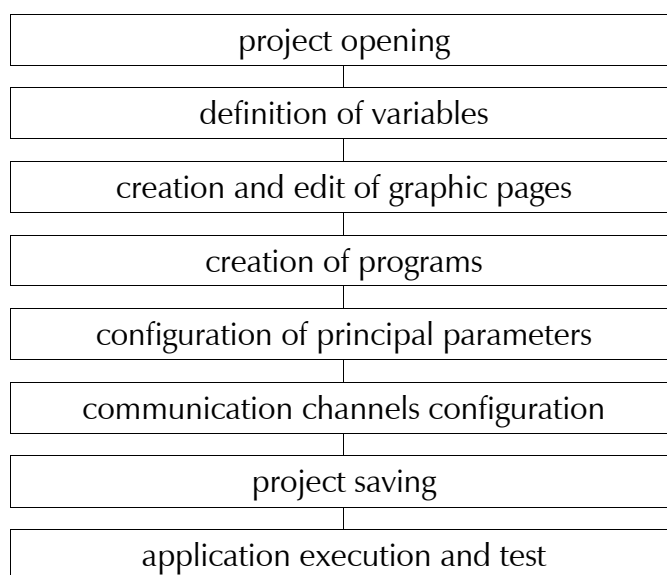 project opening
definition of variables
creation and edit of graphic pages
creation of programs
configuration of principal parameters
communication channels configuration
project saving
application execution and test